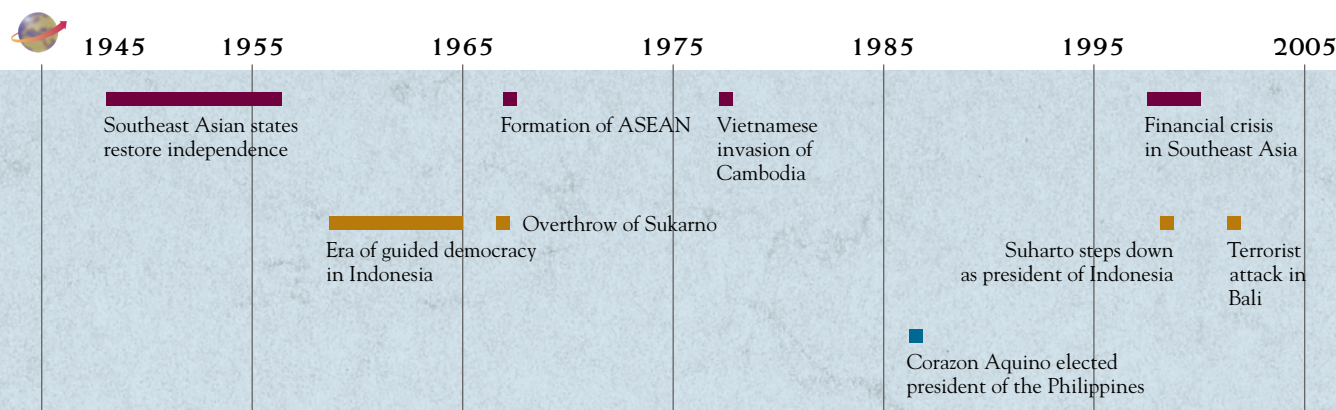 1945 1955 1965 1975 1985 1995 2005
Southeast Asian states
restore independence
Formation of ASEAN
Vietnamese
invasion of
Cambodia
Financial crisis
in Southeast Asia
Era of guided democracy
in Indonesia
Overthrow of Sukarno
Suharto steps down
as president of Indonesia
Terrorist
attack in
Bali
Corazon Aquino elected
president of the Philippines